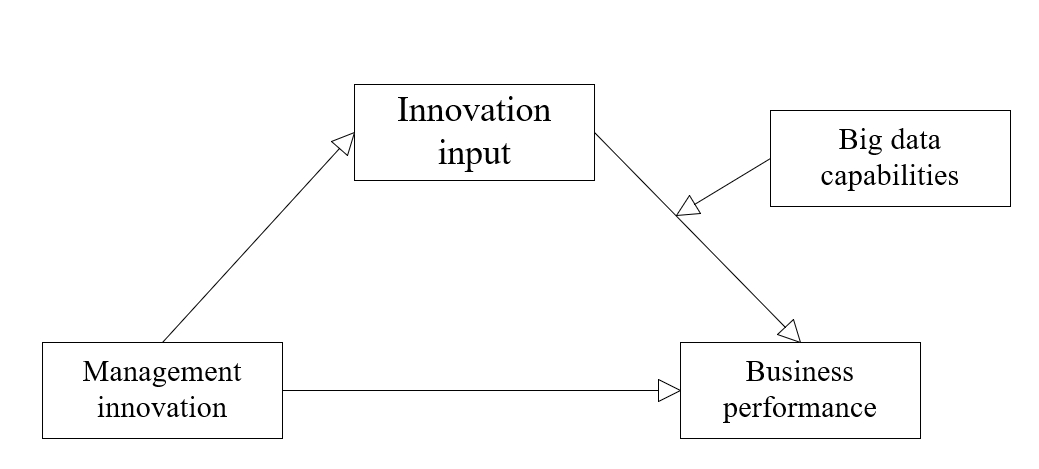 Innovation
input
Big data
capabilities
Management
innovation
Business
performance